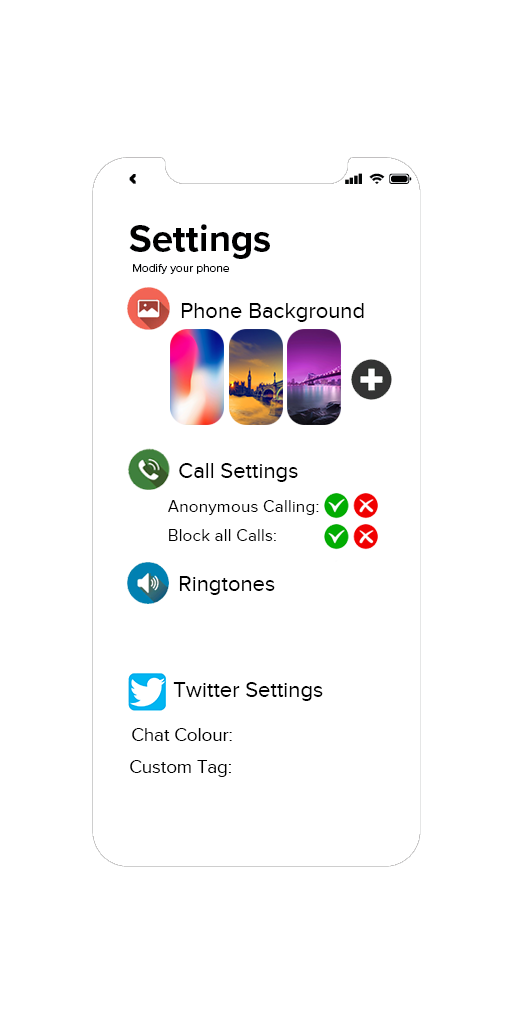 Settings
Modify your phone
Phone Background
Call Settings
Anonymous Calling:
Block all Calls:
Ringtones
Twitter Settings
Chat Colour:
Custom Tag: